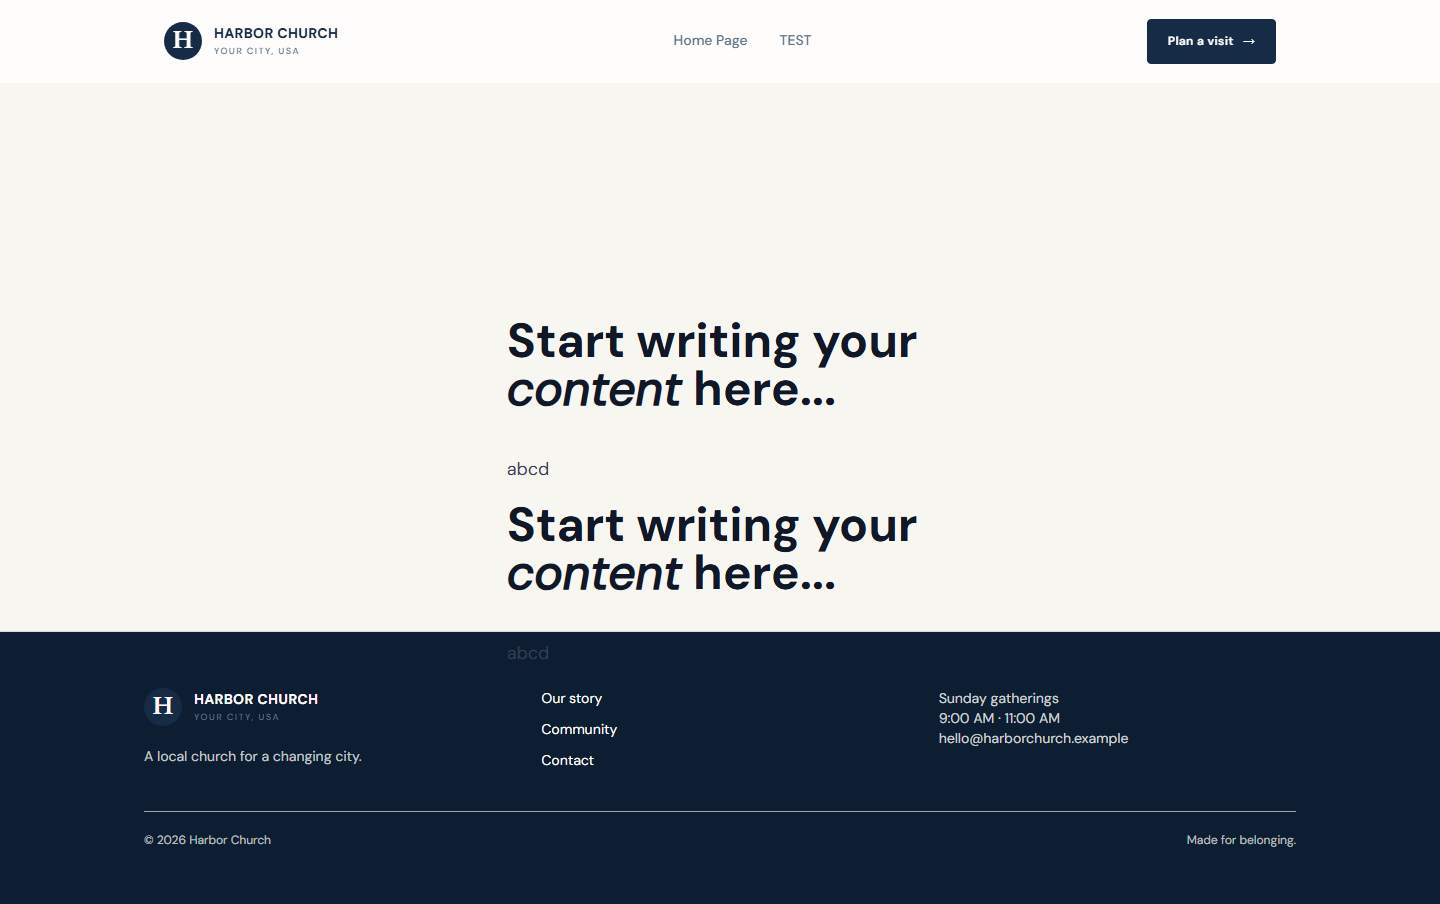 H
HARBOR CHURCH
YOUR CITY, USA
Home Page
TEST
Plan a visit →
Start writing your
content here...
abcd
Start writing your
content here...
abcd
H
HARBOR CHURCH
YOUR CITY, USA
A local church for a changing city.
Our story
Community
Contact
Sunday gatherings
9:00 AM · 11:00 AM
hello@harborchurch.example
© 2026 Harbor Church
Made for belonging.